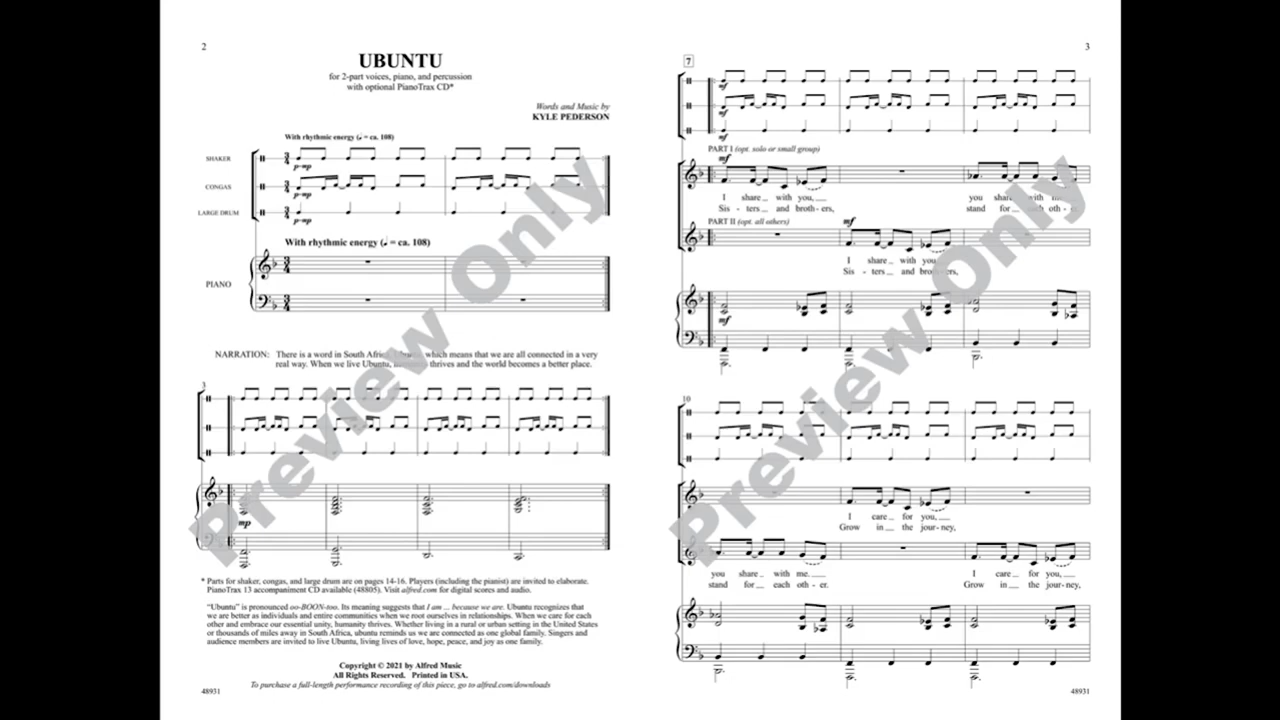 2
UBUNTU
for 2-part voices, piano, and percussion
with optional PianoTrax CD*
Words and Music by
KYLE PEDERSON
With rhythmic energy (♩ = ca. 108)
SHAKER
p-mp
CONGAS
p-mp
LARGE DRUM
p-mp
With rhythmic energy (♩ = ca. 108)
PIANO
NARRATION: There is a word in South Africa, which means that we are all connected in a very
real way. When we live Ubuntu, thrives and the world becomes a better place.
3
mp
* Parts for shaker, congas, and large drum are on pages 14-16. Players (including the pianist) are invited to elaborate.
PianoTrax 13 accompaniment CD available (48805). Visit alfred.com for digital scores and audio.
“Ubuntu” is pronounced oo-BOON-too. Its meaning suggests that I am ... because we are. Ubuntu recognizes that
we are better as individuals and entire communities when we root ourselves in relationships. When we care for each
other and embrace our essential unity, humanity thrives. Whether living in a rural or urban setting in the United States
or thousands of miles away in South Africa, ubuntu reminds us we are connected as one global family. Singers and
audience members are invited to live Ubuntu, living lives of love, hope, peace, and joy as one family.
Copyright © 2021 by Alfred Music
All Rights Reserved. Printed in USA.
To purchase a full-length performance recording of this piece, go to alfred.com/downloads
48931
Preview Only
3
7
mf
mf
mf
PART I (opt. solo or small group)
mf
I share with you, you share with me.
Sis - ters and broth-ers, stand for each oth - er.
PART II (opt. all others)
mf
I share with you,
Sis - ters and broth-ers,
mf
10
I care for you,
Grow in the jour-ney,
you share with me. I care for you,
stand for each oth - er. Grow in the jour-ney,
48931
Preview Only